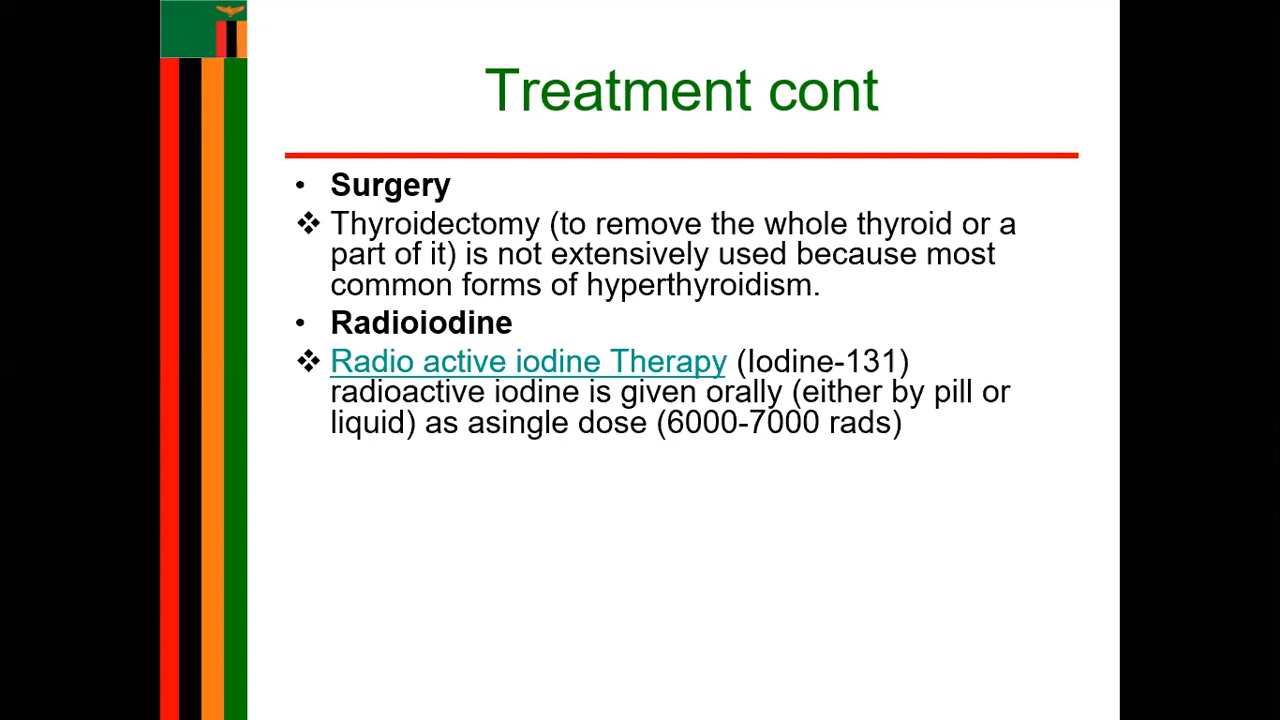 Treatment cont
• Surgery
❖ Thyroidectomy (to remove the whole thyroid or a
part of it) is not extensively used because most
common forms of hyperthyroidism.
• Radioiodine
❖ Radio active iodine Therapy (Iodine-131)
radioactive iodine is given orally (either by pill or
liquid) as asingle dose (6000-7000 rads)